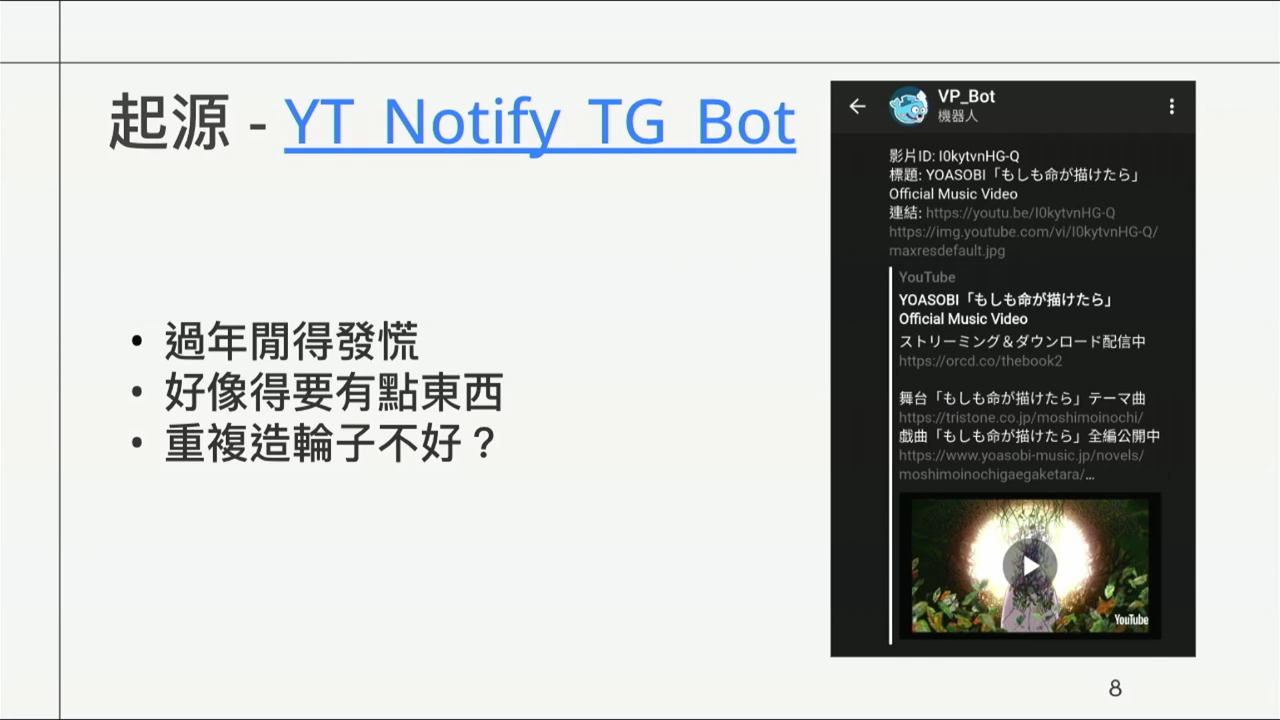 起源 - YT Notify TG Bot
• 過年閒得發慌
• 好像得要有點東西
• 重複造輪子不好？
VP_Bot
機器人
影片ID: I0kytvnHG-Q
標題: YOASOBI「もしも命が描けたら」
Official Music Video
連結: https://youtu.be/I0kytvnHG-Q
https://img.youtube.com/vi/I0kytvnHG-Q/
maxresdefault.jpg
YouTube
YOASOBI「もしも命が描けたら」
Official Music Video
ストリーミング＆ダウンロード配信中
https://orcd.co/thebook2
舞台「もしも命が描けたら」テーマ曲
https://tristone.co.jp/moshimoinochi/
戯曲「もしも命が描けたら」全編公開中
https://www.yoasobi-music.jp/novels/
moshimoinochigaegaketara/…
YouTube
8